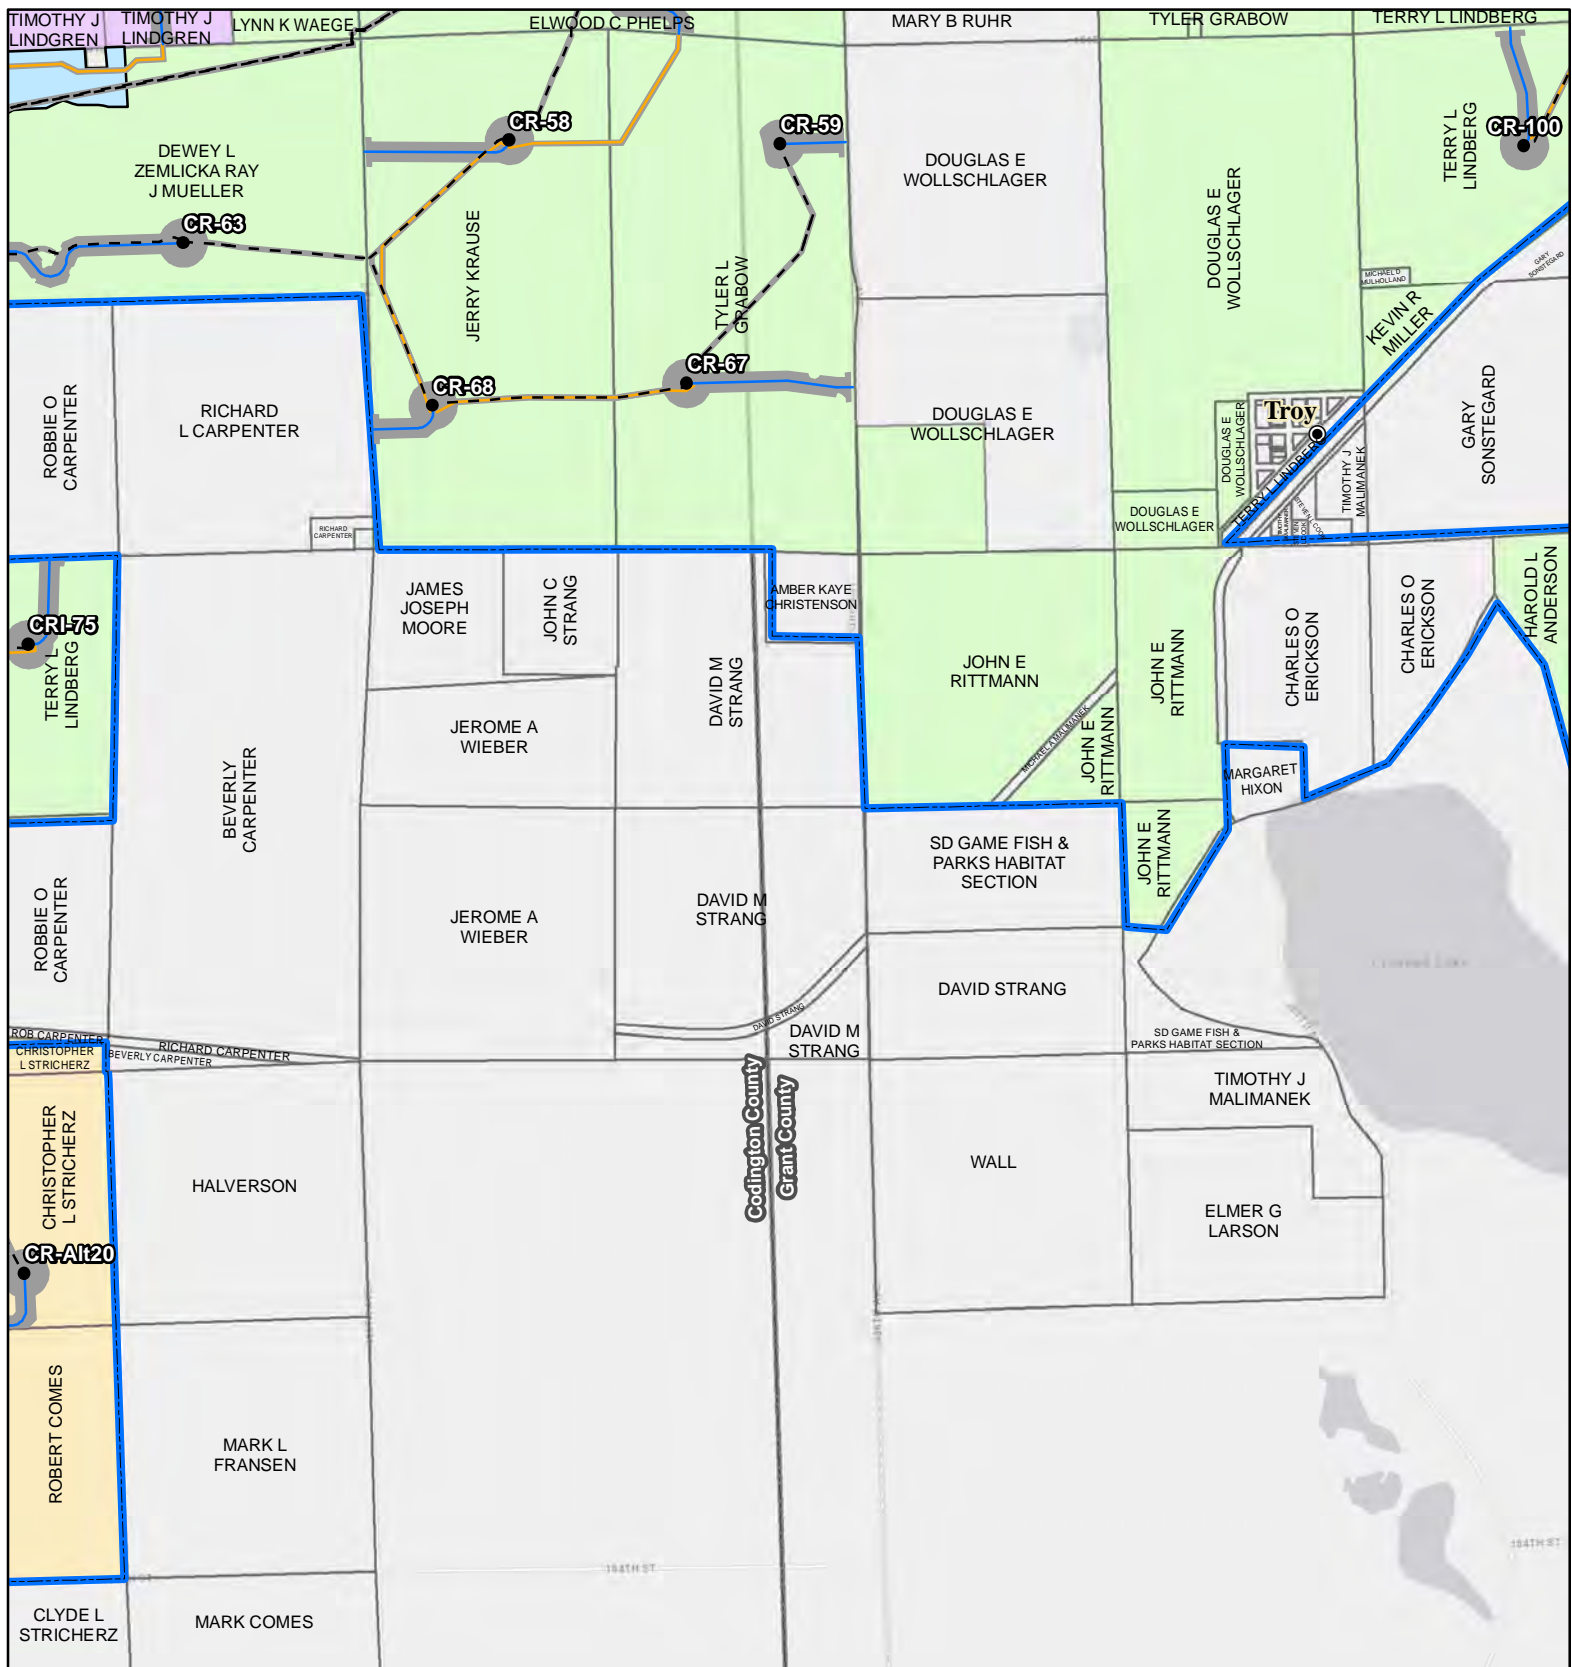 TIMOTHY J
LINDGREN
TIMOTHY J
LINDGREN
LYNN K WAEGE
ELWOOD C PHELPS
MARY B RUHR
TYLER GRABOW
TERRY L LINDBERG
CR-58
CR-59
CR-100
DEWEY L
ZEMLICKA RAY
J MUELLER
DOUGLAS E
WOLLSCHLAGER
DOUGLAS E
WOLLSCHLAGER
TERRY L
LINDBERG
CR-63
JERRY KRAUSE
TYLER L
GRABOW
GARY
SONSTEGARD
MICHAEL D
MULHOLLAND
KEVIN R
MILLER
CR-67
CR-68
ROBBIE O
CARPENTER
RICHARD
L CARPENTER
DOUGLAS E
WOLLSCHLAGER
Troy
DOUGLAS E
WOLLSCHLAGER
TERRY L LINDBERG
TIMOTHY J
MALIMANEK
GARY
SONSTEGARD
RICHARD
CARPENTER
DOUGLAS E
WOLLSCHLAGER
JAMES
JOSEPH
MOORE
JOHN C
STRANG
AMBER KAYE
CHRISTENSON
CRI-75
TERRY L
LINDBERG
DAVID M
STRANG
JOHN E
RITTMANN
JOHN E
RITTMANN
CHARLES O
ERICKSON
CHARLES O
ERICKSON
HAROLD L
ANDERSON
JEROME A
WIEBER
MICHAEL A MALIMANEK
JOHN E
RITTMANN
MARGARET
HIXON
BEVERLY
CARPENTER
SD GAME FISH &
PARKS HABITAT
SECTION
JOHN E
RITTMANN
ROBBIE O
CARPENTER
JEROME A
WIEBER
DAVID M
STRANG
DAVID STRANG
DAVID STRANG
DAVID M
STRANG
SD GAME FISH &
PARKS HABITAT SECTION
ROB CARPENTER
RICHARD CARPENTER
CHRISTOPHER
L STRICHERZ
BEVERLY CARPENTER
TIMOTHY J
MALIMANEK
Codington County
Grant County
CHRISTOPHER
L STRICHERZ
HALVERSON
WALL
ELMER G
LARSON
CR-Alt20
ROBERT COMES
MARK L
FRANSEN
184TH ST
184TH ST
CLYDE L
STRICHERZ
MARK COMES